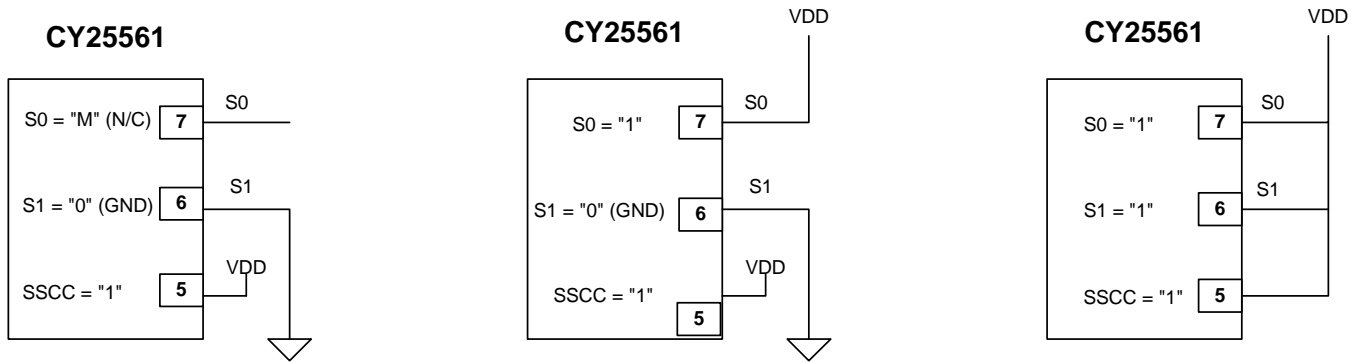 CY25561
S0 = "M" (N/C)
7
S0
S1 = "0" (GND)
6
S1
SSCC = "1"
5
VDD
CY25561
VDD
S0 = "1"
7
S0
S1 = "0" (GND)
6
S1
SSCC = "1"
5
VDD
CY25561
VDD
S0 = "1"
7
S0
S1 = "1"
6
S1
SSCC = "1"
5